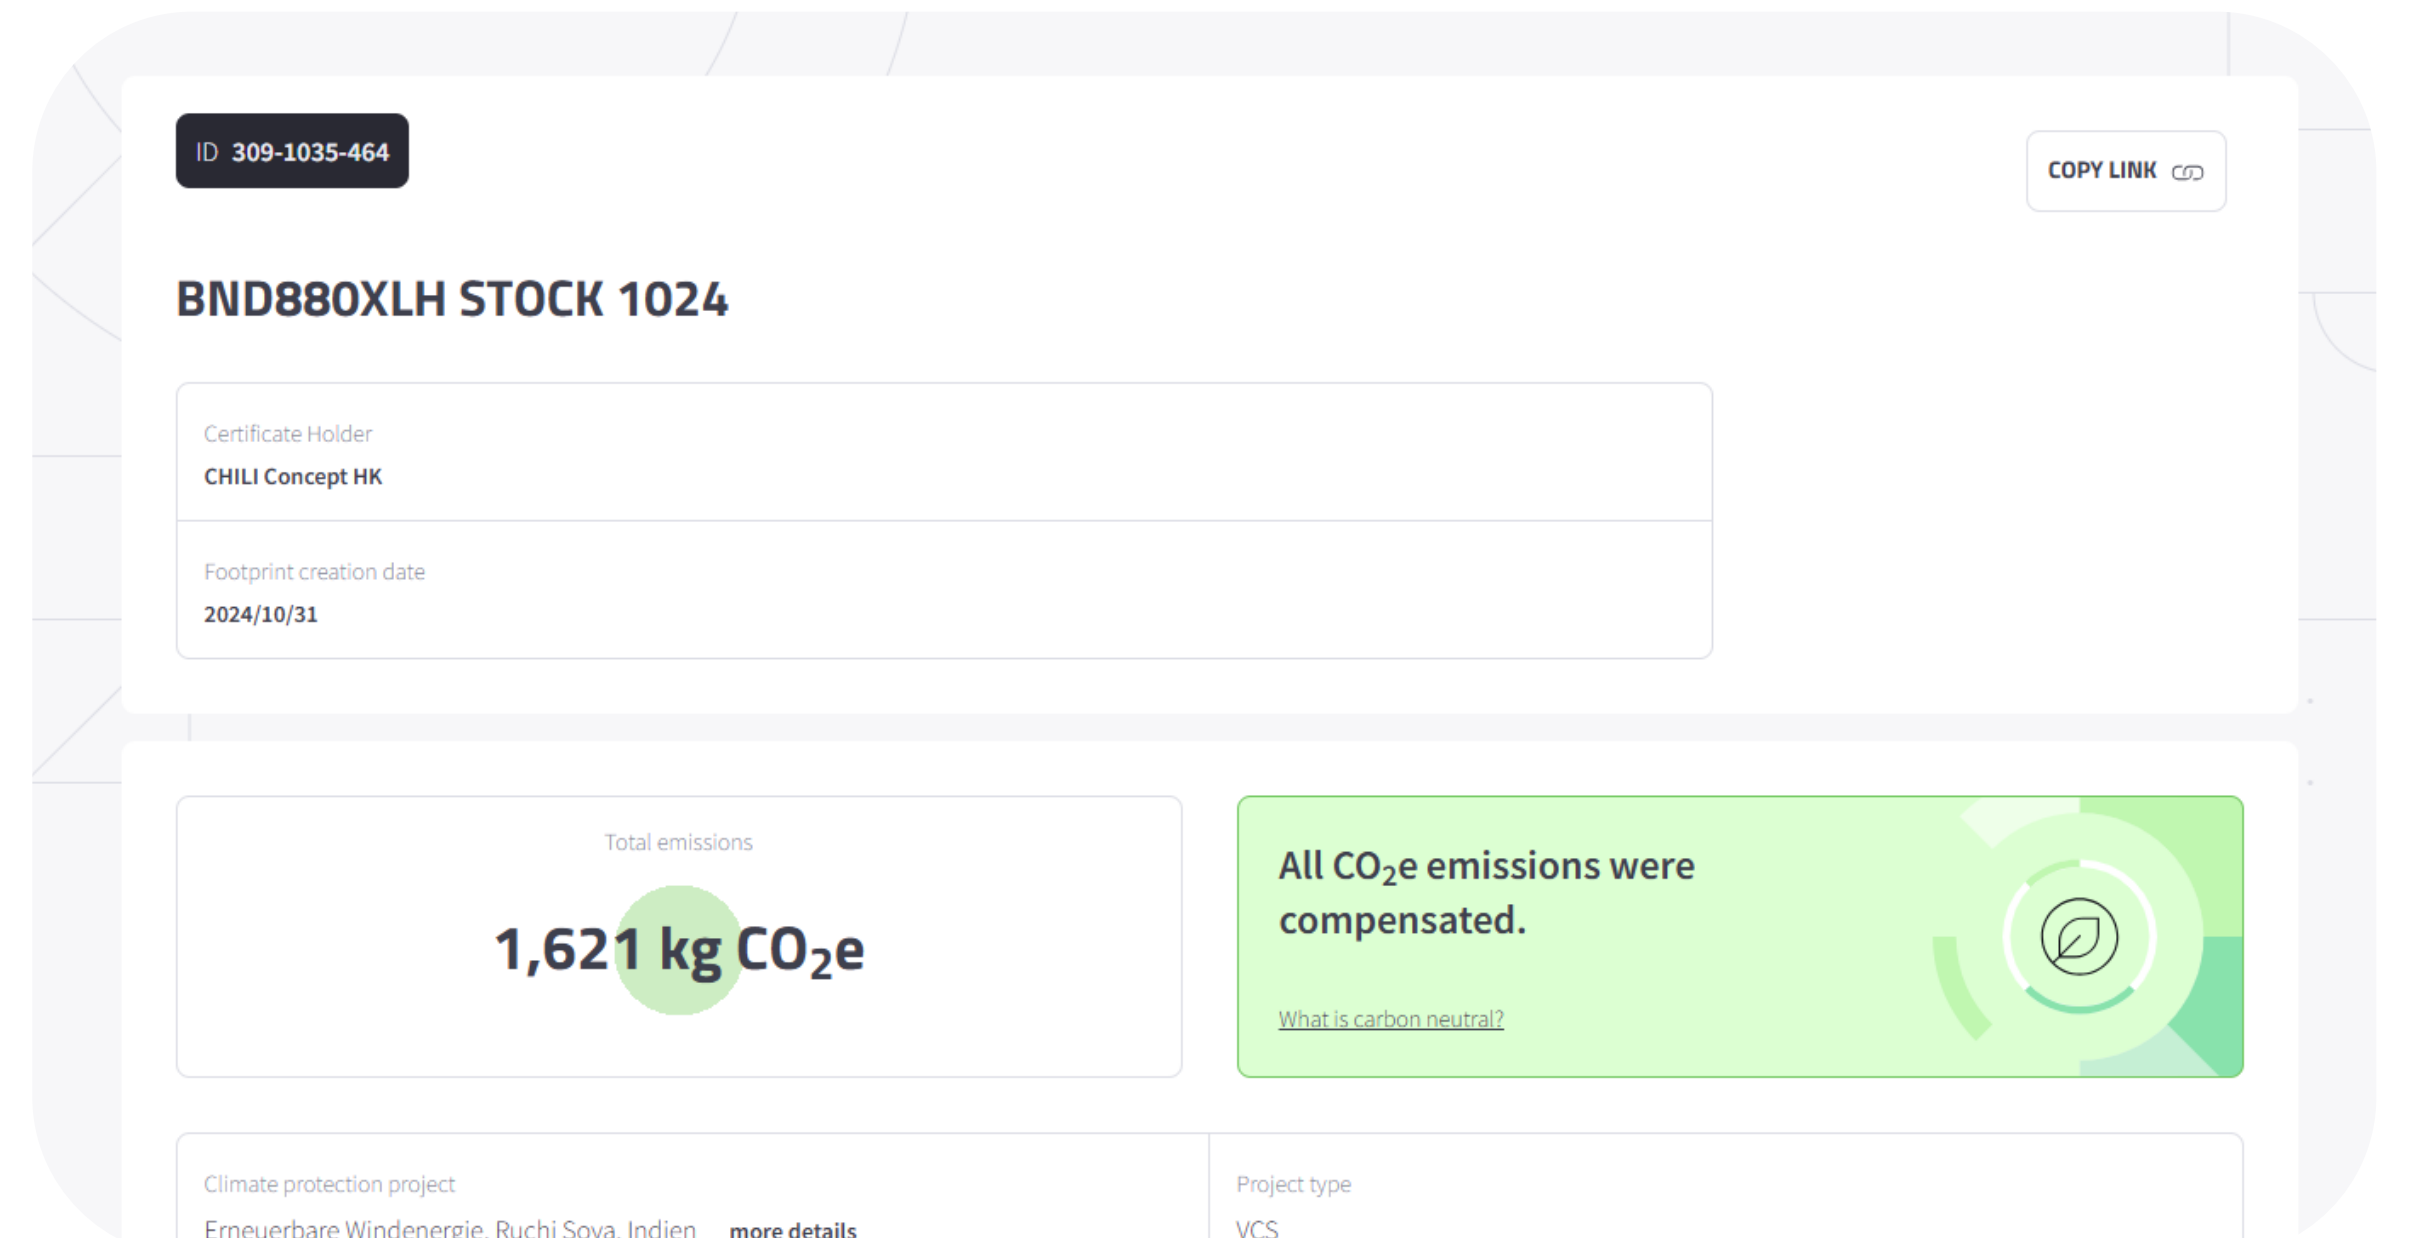 ID 309-1035-464
COPY LINK
BND880XLH STOCK 1024
Certificate Holder
CHILI Concept HK
Footprint creation date
2024/10/31
Total emissions
1,621 kg CO₂e
All CO₂e emissions were
compensated.
What is carbon neutral?
Climate protection project
Erneuerbare Windenergie, Ruchi Soya, Indien more details
Project type
VCS